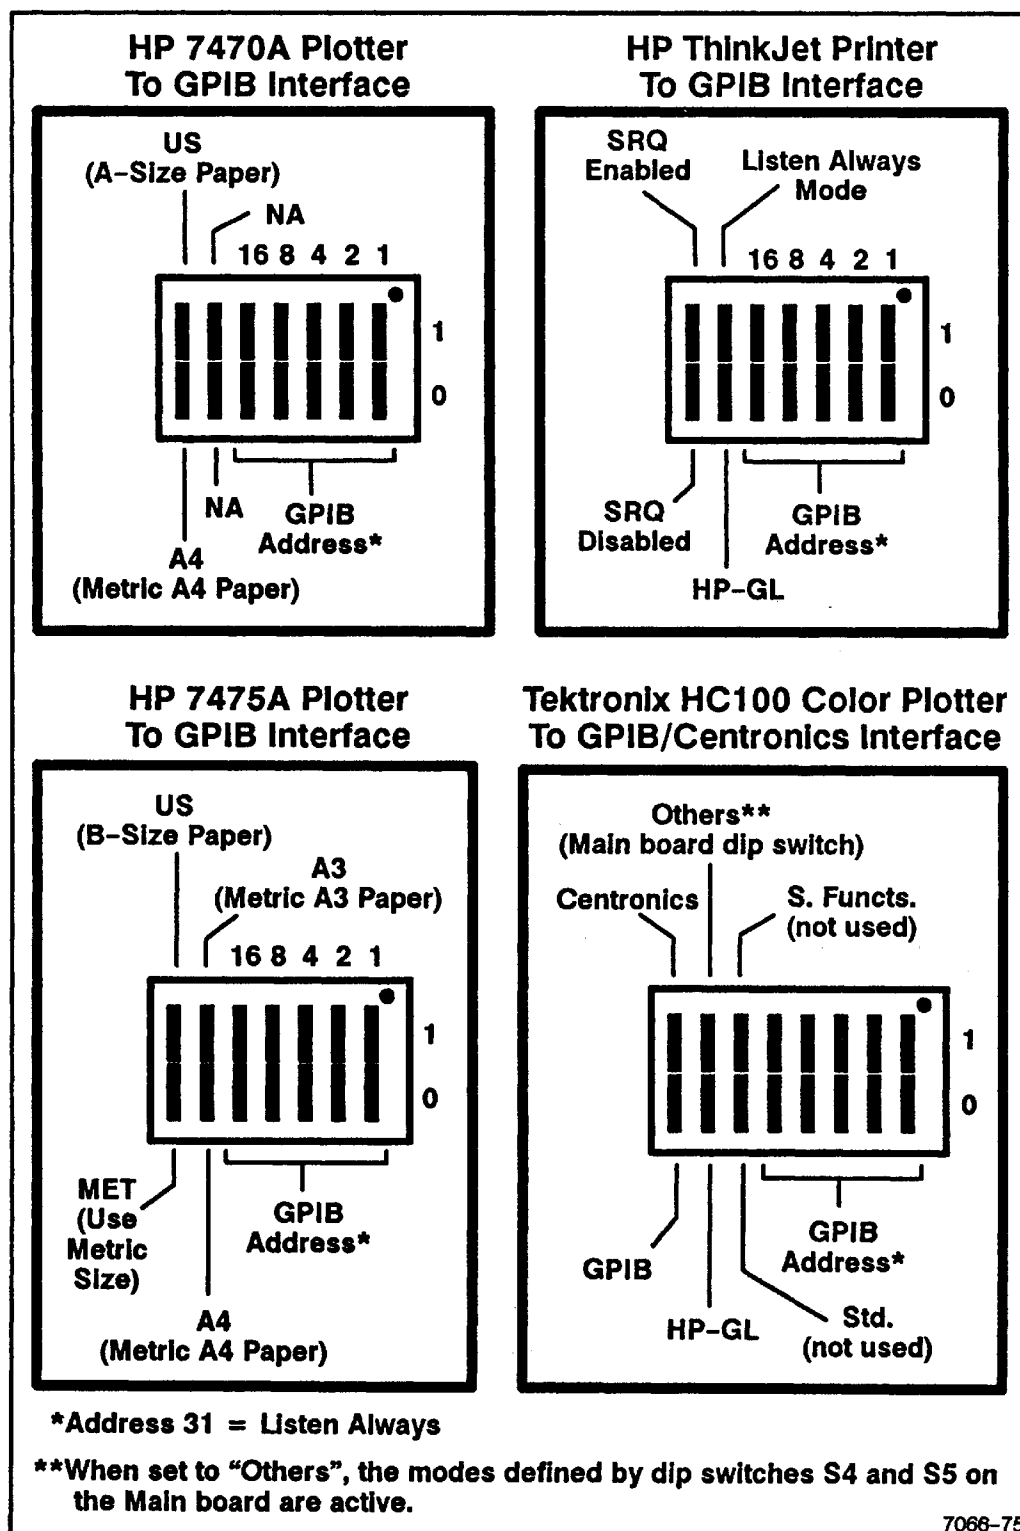 HP 7470A Plotter
To GPIB Interface
US
(A-Size Paper)
NA
16 8 4 2 1
1
0
NA
GPIB
Address*
A4
(Metric A4 Paper)
HP ThinkJet Printer
To GPIB Interface
SRQ
Enabled
Listen Always
Mode
16 8 4 2 1
1
0
SRQ
Disabled
GPIB
Address*
HP-GL
HP 7475A Plotter
To GPIB Interface
US
(B-Size Paper)
A3
(Metric A3 Paper)
16 8 4 2 1
1
0
MET
(Use
Metric
Size)
GPIB
Address*
A4
(Metric A4 Paper)
Tektronix HC100 Color Plotter
To GPIB/Centronics Interface
Others**
(Main board dip switch)
Centronics
S. Functs.
(not used)
1
0
GPIB
GPIB
Address*
HP-GL
Std.
(not used)
*Address 31 = Listen Always
**When set to "Others", the modes defined by dip switches S4 and S5 on
the Main board are active.
7066-75